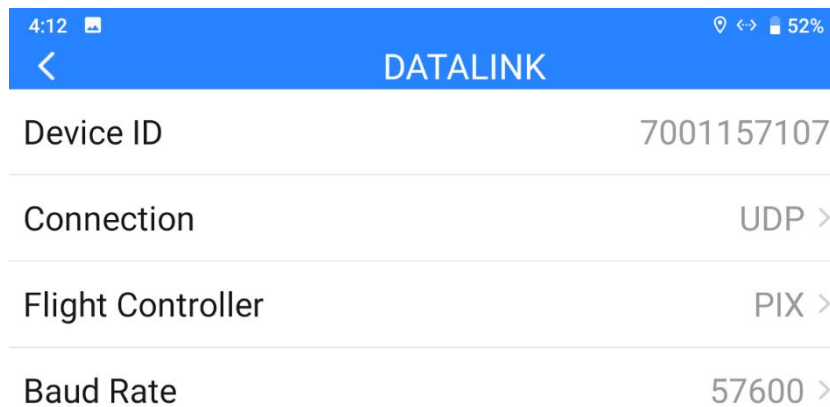 4:12 52%
DATALINK
Device ID 7001157107
Connection UDP
Flight Controller PIX
Baud Rate 57600